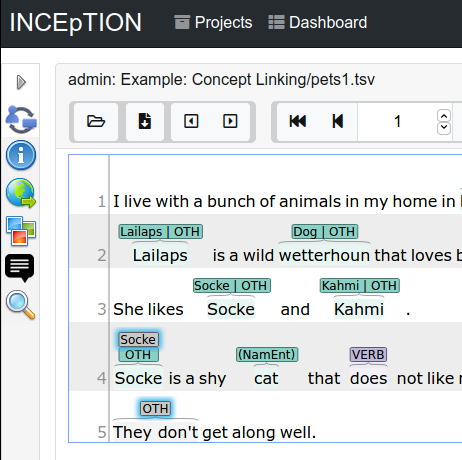 INCEpTION Projects Dashboard
admin: Example: Concept Linking/pets1.tsv
1
1 I live with a bunch of animals in my home in
Lailaps | OTH Dog | OTH
2 Lailaps is a wild wetterhoun that loves
Socke | OTH Kahmi | OTH
3 She likes Socke and Kahmi .
Socke
OTH (NamEnt) VERB
4 Socke is a shy cat that does not like
OTH
5 They don't get along well.